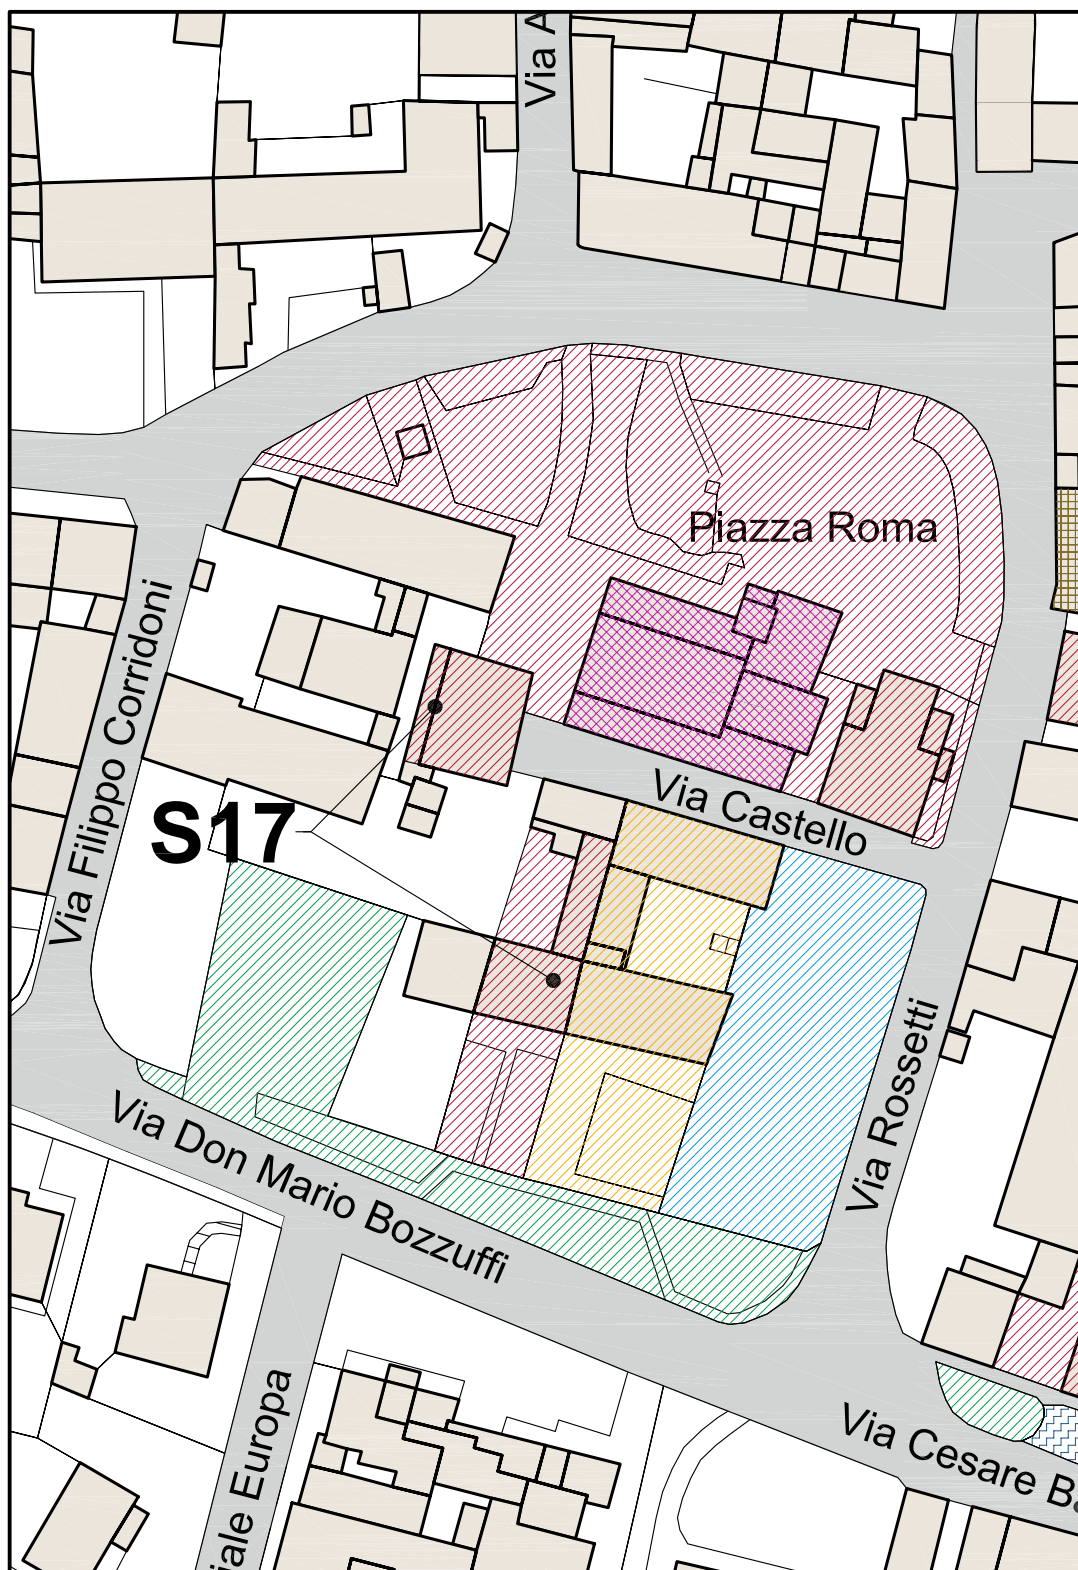 Via A
Piazza Roma
Via Filippo Corridoni
Via Castello
S17
Via Rossetti
Via Don Mario Bozzuffi
iale Europa
Via Cesare B